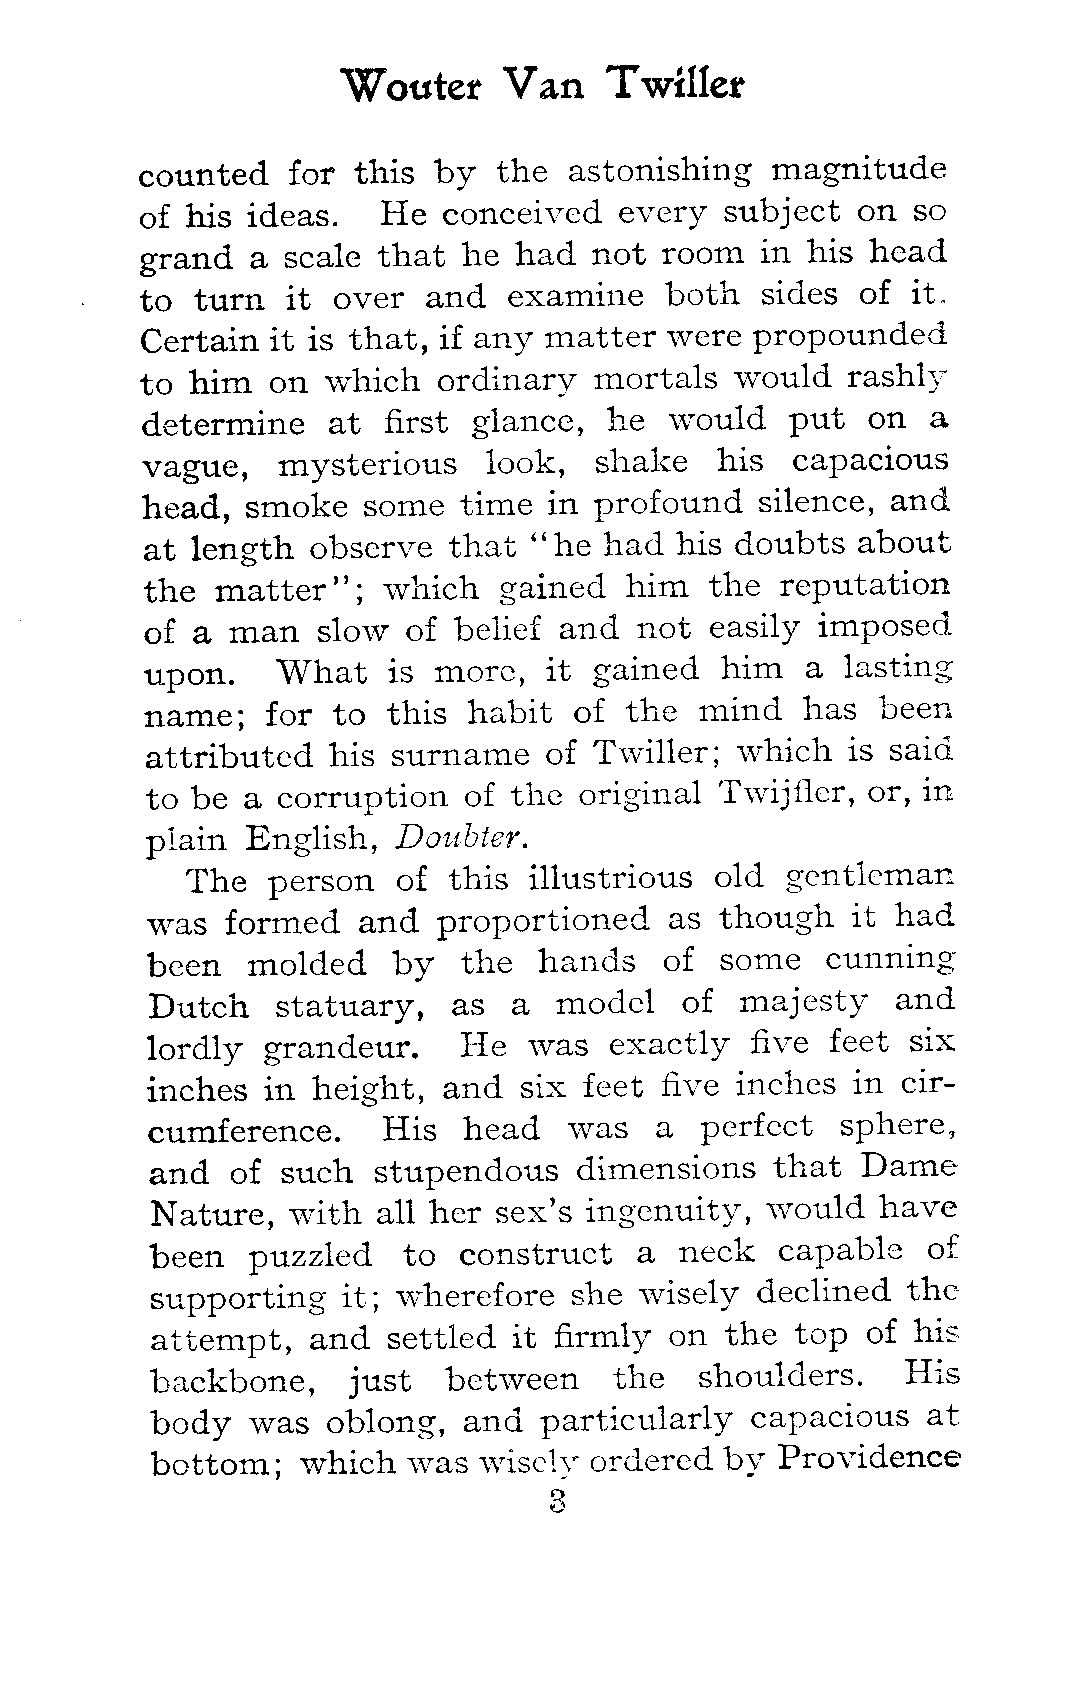 Wouter Van Twiller
counted for this by the astonishing magnitude
of his ideas. He conceived every subject on so
grand a scale that he had not room in his head
to turn it over and examine both sides of it.
Certain it is that, if any matter were propounded
to him on which ordinary mortals would rashly
determine at first glance, he would put on a
vague, mysterious look, shake his capacious
head, smoke some time in profound silence, and
at length observe that "he had his doubts about
the matter"; which gained him the reputation
of a man slow of belief and not easily imposed
upon. What is more, it gained him a lasting
name; for to this habit of the mind has been
attributed his surname of Twiller; which is said
to be a corruption of the original Twijfler, or, in
plain English, Doubter.
The person of this illustrious old gentleman
was formed and proportioned as though it had
been molded by the hands of some cunning
Dutch statuary, as a model of majesty and
lordly grandeur. He was exactly five feet six
inches in height, and six feet five inches in cir-
cumference. His head was a perfect sphere,
and of such stupendous dimensions that Dame
Nature, with all her sex's ingenuity, would have
been puzzled to construct a neck capable of
supporting it; wherefore she wisely declined the
attempt, and settled it firmly on the top of his
backbone, just between the shoulders. His
body was oblong, and particularly capacious at
bottom; which was wisely ordered by Providence
3